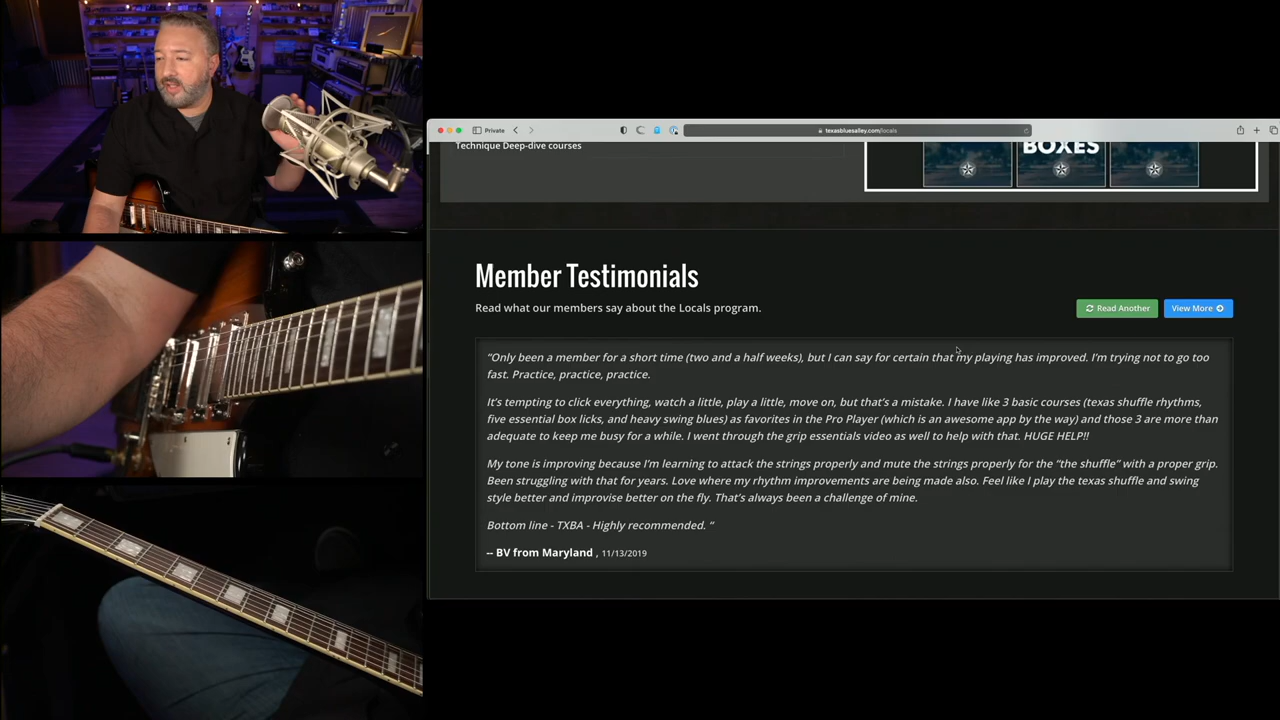 Private
texasbluesalley.com/locals
Technique Deep-dive courses
BOXES
Member Testimonials
Read what our members say about the Locals program.
Read Another
View More
“Only been a member for a short time (two and a half weeks), but I can say for certain that my playing has improved. I’m trying not to go too
fast. Practice, practice, practice.
It’s tempting to click everything, watch a little, play a little, move on, but that’s a mistake. I have like 3 basic courses (texas shuffle rhythms,
five essential box licks, and heavy swing blues) as favorites in the Pro Player (which is an awesome app by the way) and those 3 are more than
adequate to keep me busy for a while. I went through the grip essentials video as well to help with that. HUGE HELP!!
My tone is improving because I’m learning to attack the strings properly and mute the strings properly for the “the shuffle” with a proper grip.
Been struggling with that for years. Love where my rhythm improvements are being made also. Feel like I play the texas shuffle and swing
style better and improvise better on the fly. That’s always been a challenge of mine.
Bottom line - TXBA - Highly recommended. ”
-- BV from Maryland , 11/13/2019